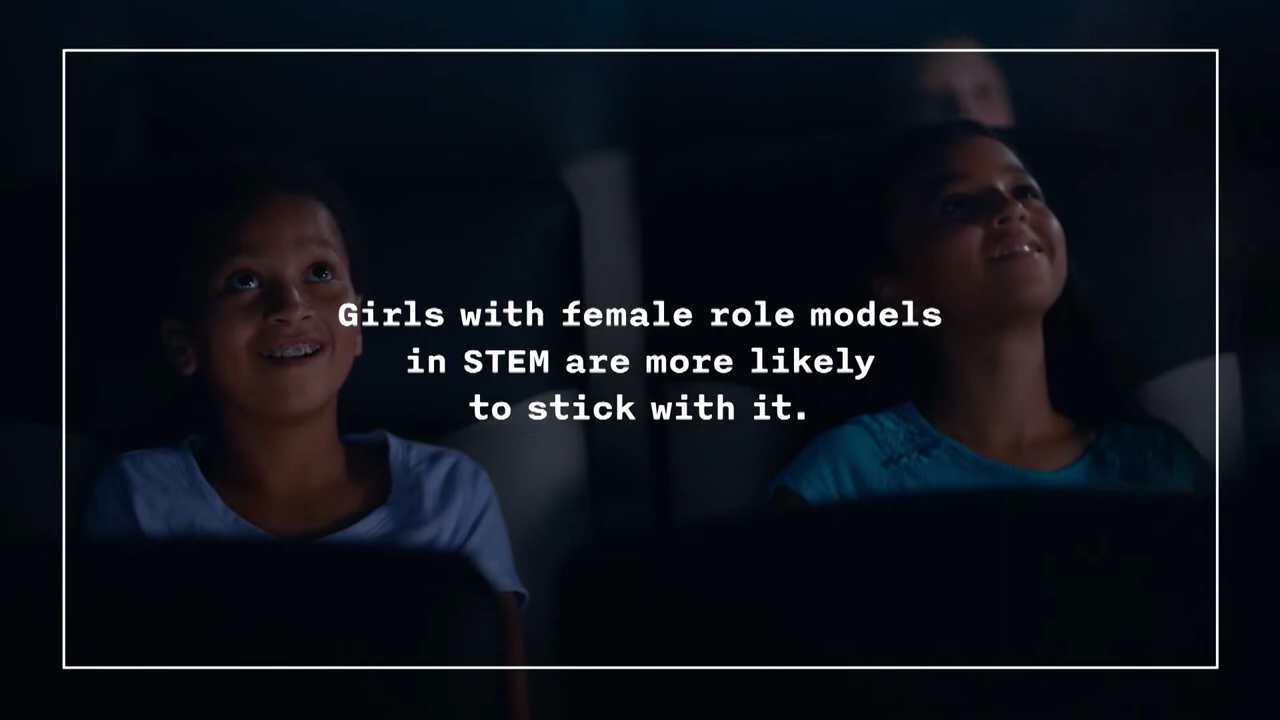 Girls with female role models
in STEM are more likely
to stick with it.